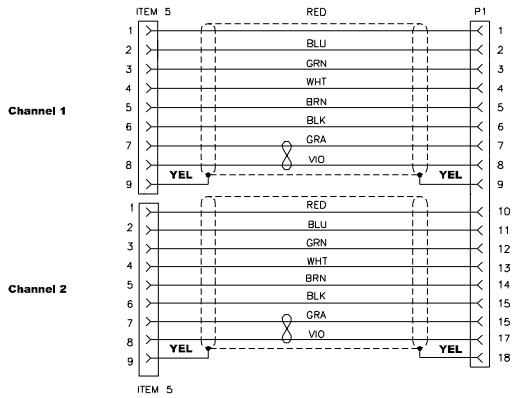 ITEM 5 RED P1
1 1
BLU
2 2
GRN
3 3
WHT
4 4
BRN
Channel 1
5 5
BLK
6 6
GRA
7 7
VIO
8 8
YEL YEL
9 9
RED
1 10
BLU
2 11
GRN
3 12
WHT
4 13
BRN
Channel 2
5 14
BLK
6 15
GRA
7 15
VIO
8 17
YEL YEL
9 18
ITEM 5